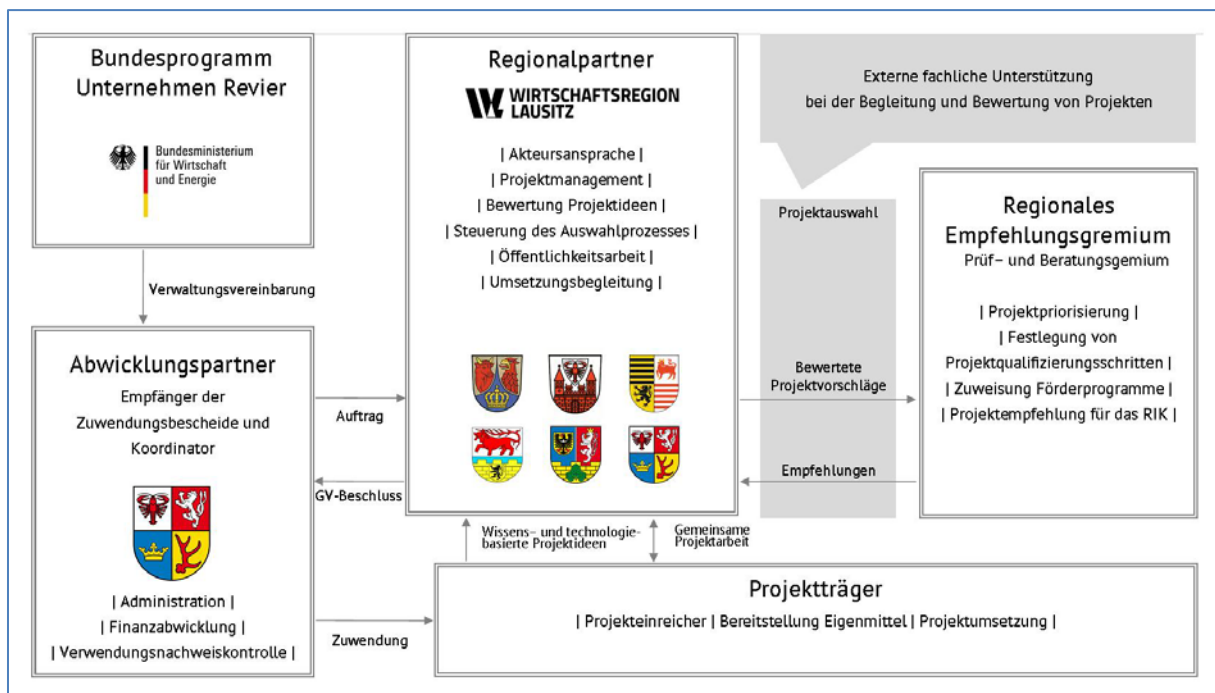 Bundesprogramm
Unternehmen Revier
Bundesministerium
für Wirtschaft
und Energie
Verwaltungsvereinbarung
Abwicklungspartner
Empfänger der
Zuwendungsbescheide und
Koordinator
| Administration |
| Finanzabwicklung |
| Verwendungsnachweiskontrolle |
Auftrag
GV-Beschluss
Zuwendung
Regionalpartner
WIRTSCHAFTSREGION
LAUSITZ
| Akteursansprache |
| Projektmanagement |
| Bewertung Projektideen |
| Steuerung des Auswahlprozesses |
| Öffentlichkeitsarbeit |
| Umsetzungsbegleitung |
Externe fachliche Unterstützung
bei der Begleitung und Bewertung von Projekten
Projektauswahl
Bewertete
Projektvorschläge
Empfehlungen
Regionales
Empfehlungsgremium
Prüf- und Beratungsgemium
| Projektpriorisierung |
| Festlegung von
Projektqualifizierungsschritten |
| Zuweisung Förderprogramme |
| Projektempfehlung für das RIK |
Wissens- und technologie-
basierte Projektideen
Gemeinsame
Projektarbeit
Projektträger
| Projekteinreicher | Bereitstellung Eigenmittel | Projektumsetzung |